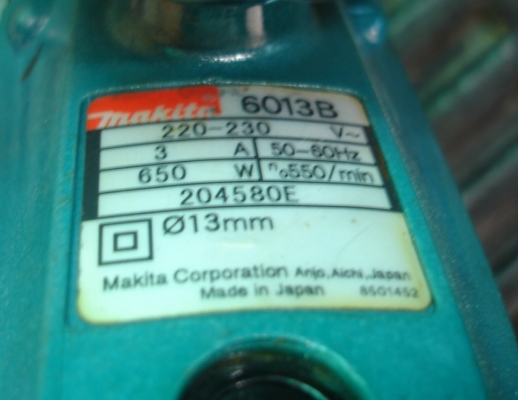 makita 6013B
220-230 V~
3 A 50-60Hz
650 W n₀550/min
204580E
Ø13mm
Makita Corporation Anjo, Aichi, Japan
Made in Japan 8501452